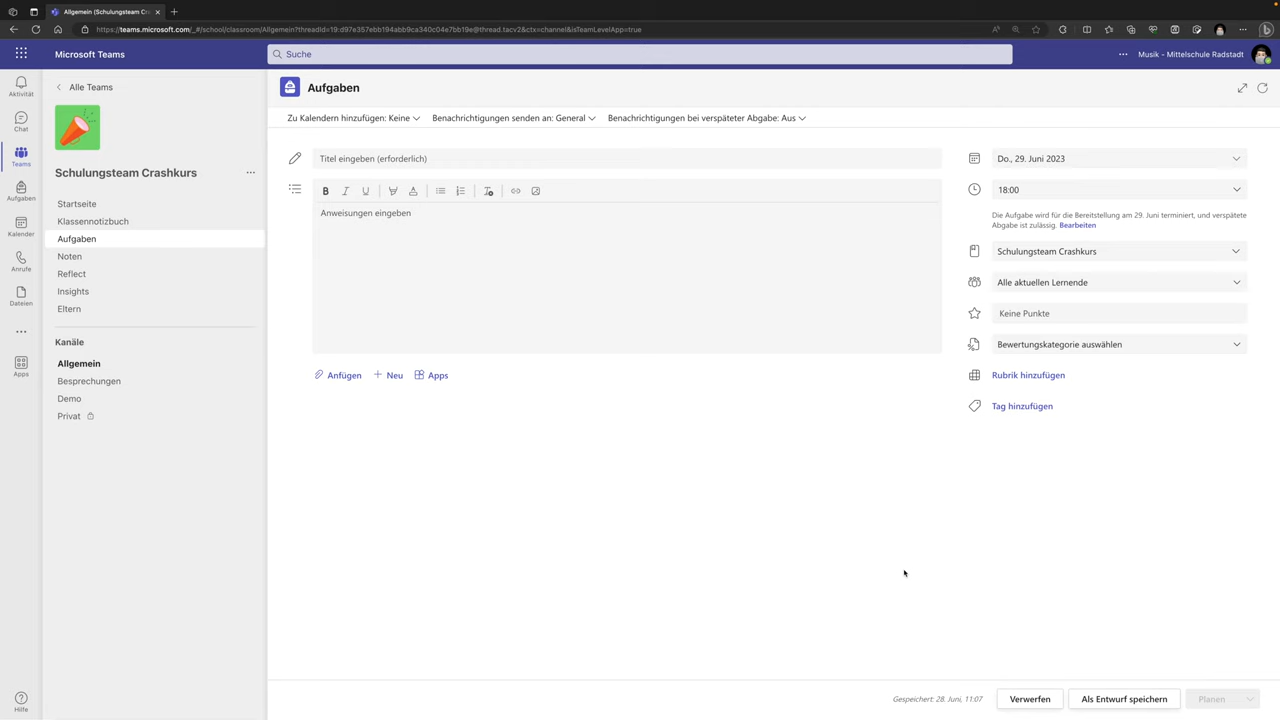 Allgemein (Schulungsteam Cra
https://teams.microsoft.com/_#/school/classroom/Allgemein?threadId=19:d97e357ebb194abb9ca340c04e7bb19e@thread.tacv2&ctx=channel&isTeamLevelApp=true
Microsoft Teams
Suche
Musik - Mittelschule Radstadt
Aktivität
Chat
Teams
Aufgaben
Kalender
Anrufe
Dateien
Apps
Hilfe
Alle Teams
Schulungsteam Crashkurs
Startseite
Klassennotizbuch
Aufgaben
Noten
Reflect
Insights
Eltern
Kanäle
Allgemein
Besprechungen
Demo
Privat
Aufgaben
Zu Kalendern hinzufügen: Keine
Benachrichtigungen senden an: General
Benachrichtigungen bei verspäteter Abgabe: Aus
Titel eingeben (erforderlich)
B I U
Anweisungen eingeben
Anfügen
Neu
Apps
Do., 29. Juni 2023
18:00
Die Aufgabe wird für die Bereitstellung am 29. Juni terminiert, und verspätete
Abgabe ist zulässig. Bearbeiten
Schulungsteam Crashkurs
Alle aktuellen Lernende
Keine Punkte
Bewertungskategorie auswählen
Rubrik hinzufügen
Tag hinzufügen
Gespeichert: 28. Juni, 11:07
Verwerfen
Als Entwurf speichern
Planen